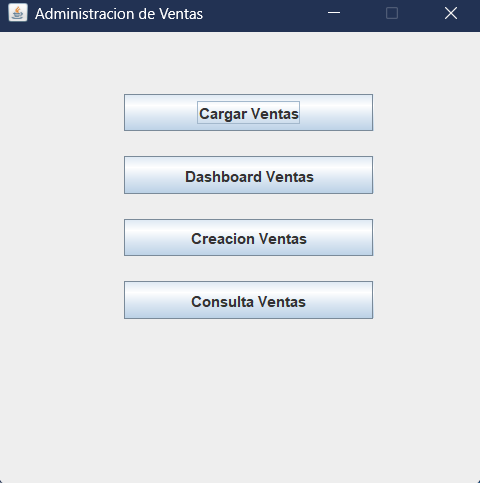 Administracion de Ventas
Cargar Ventas
Dashboard Ventas
Creacion Ventas
Consulta Ventas